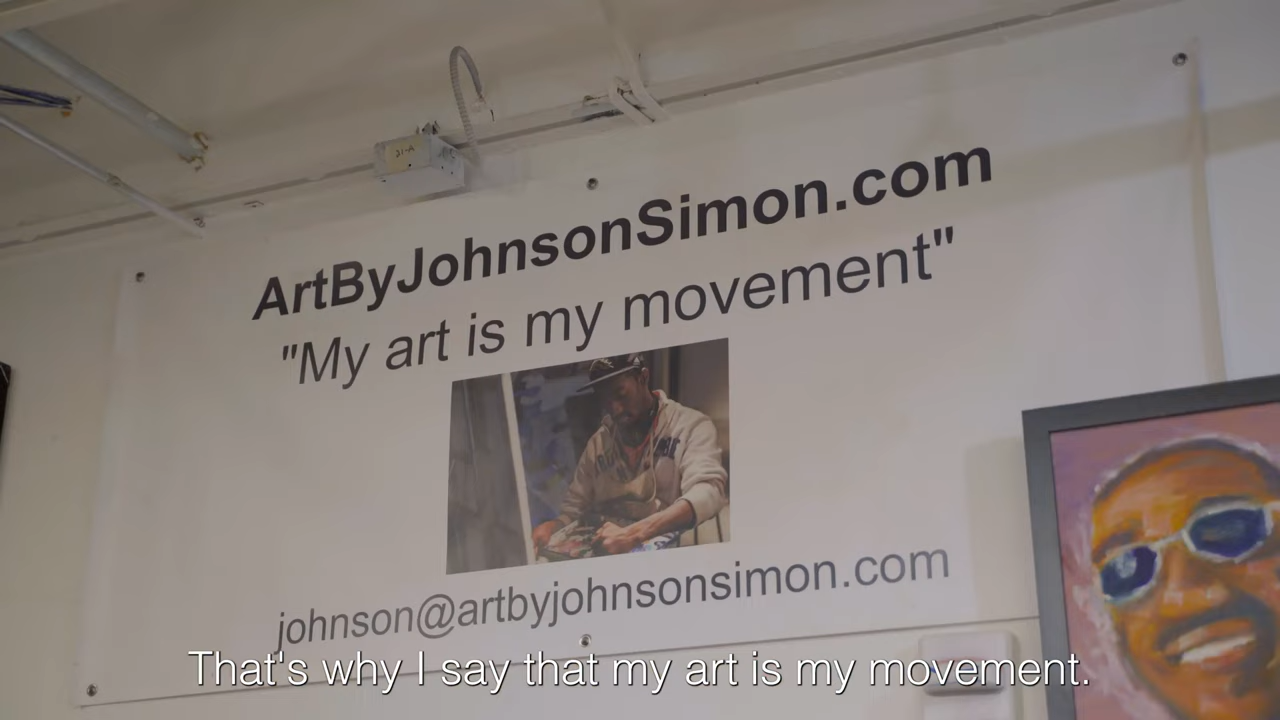 21-A
ArtByJohnsonSimon.com
"My art is my movement"
johnson@artbyjohnsonsimon.com
That's why I say that my art is my movement.